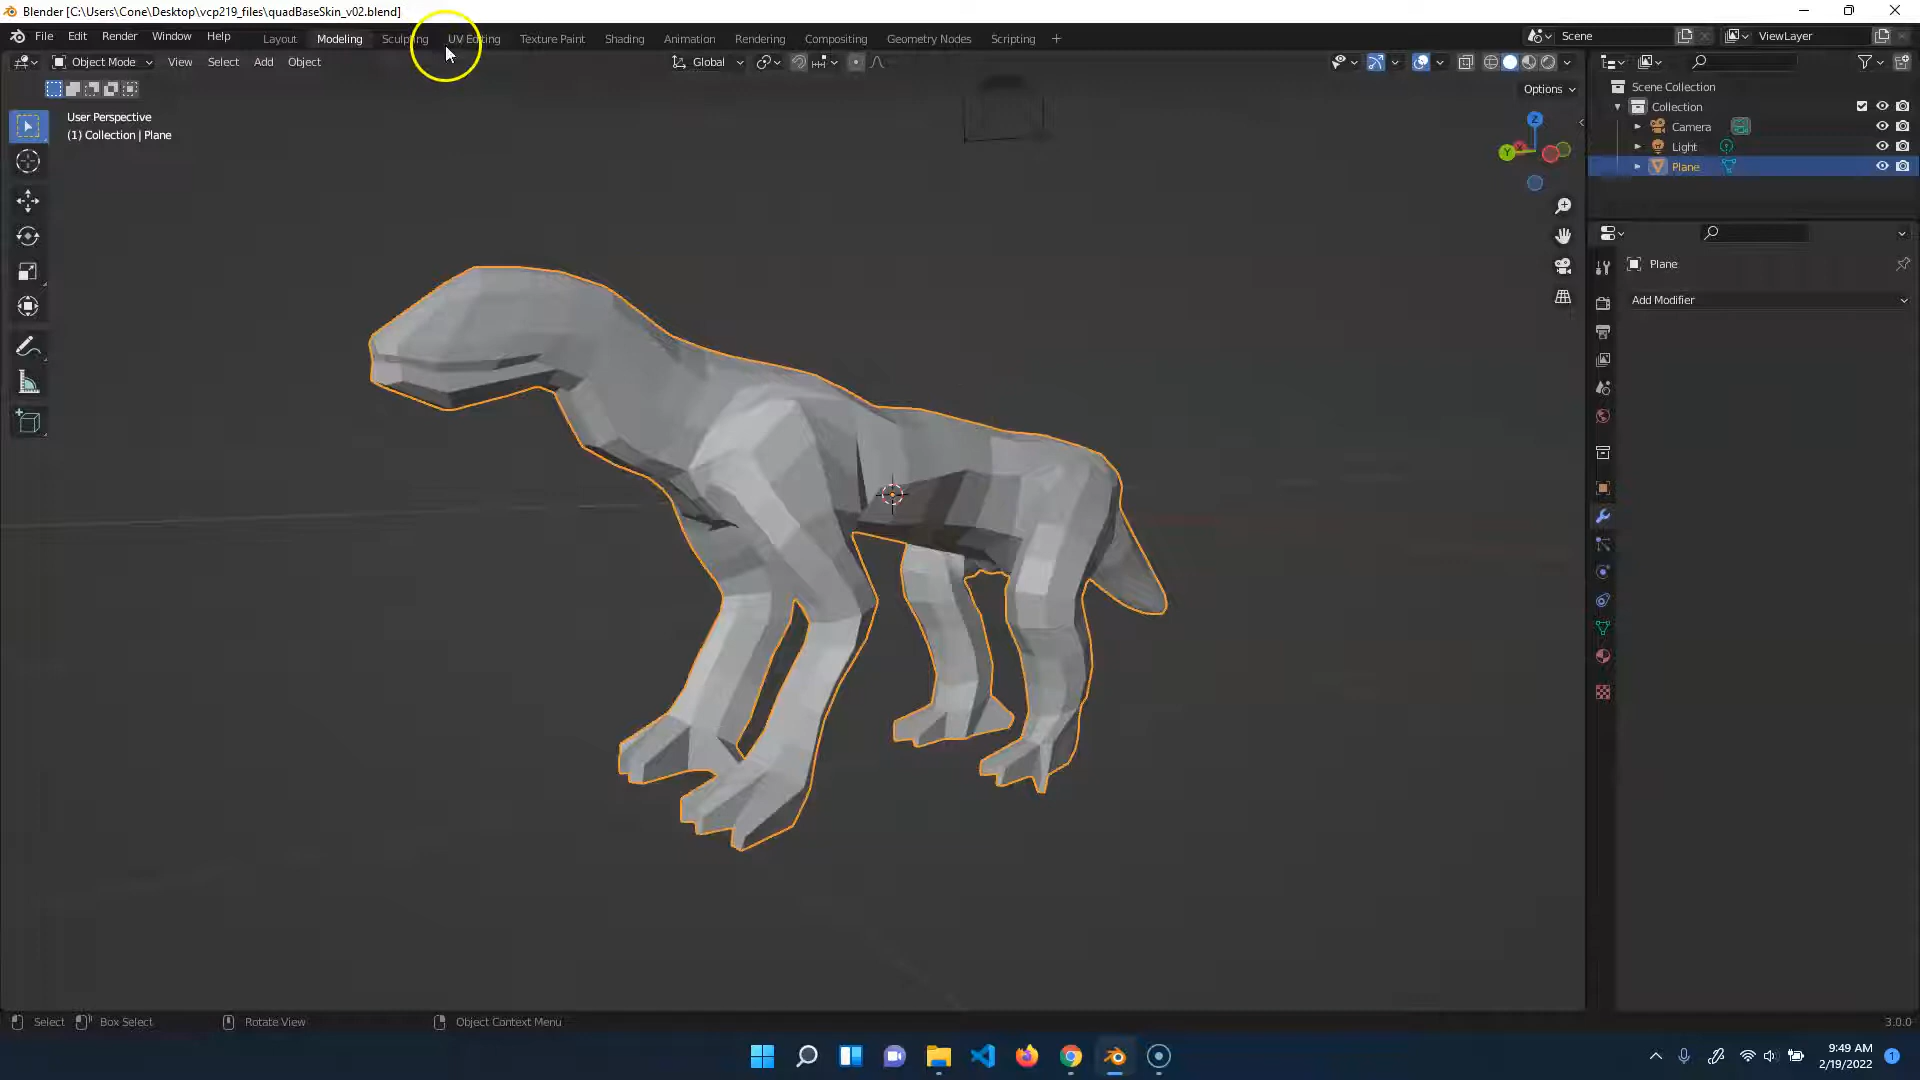 Blender [C:\Users\Cone\Desktop\vcp219_files\quadBaseSkin_v02.blend]
File Edit Render Window Help Layout Modeling Sculpting UV Editing Texture Paint Shading Animation Rendering Compositing Geometry Nodes Scripting + Scene ViewLayer
Object Mode View Select Add Object Global
Options
User Perspective
(1) Collection | Plane
Z
Y
Scene Collection
Collection
Camera
Light
Plane
Plane
Add Modifier
Select Box Select Rotate View Object Context Menu 3.0.0
9:49 AM
2/19/2022
1